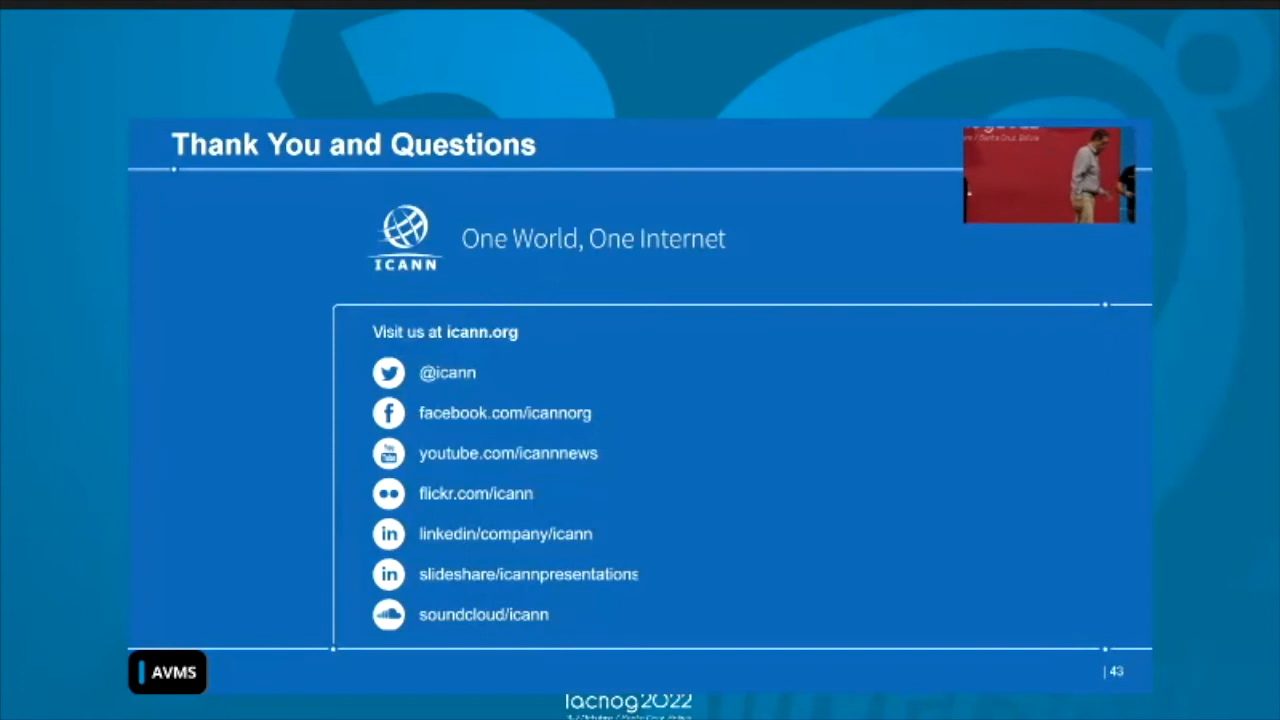 Thank You and Questions
ICANN
One World, One Internet
Visit us at icann.org
@icann
facebook.com/icannorg
youtube.com/icannnews
flickr.com/icann
linkedin/company/icann
slideshare/icannpresentations
soundcloud/icann
AVMS
| 43
lacnog2022